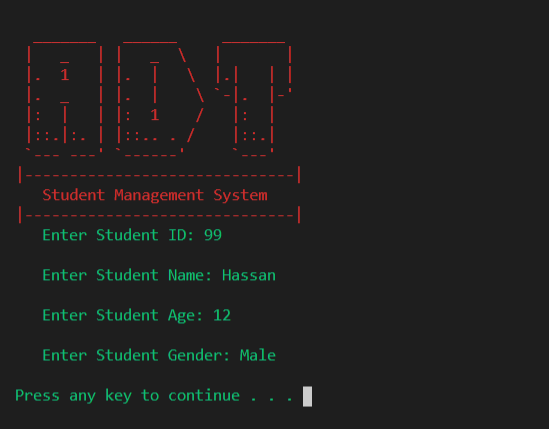 ADT
|------------------------------|
Student Management System
|------------------------------|
Enter Student ID: 99
Enter Student Name: Hassan
Enter Student Age: 12
Enter Student Gender: Male
Press any key to continue . . .